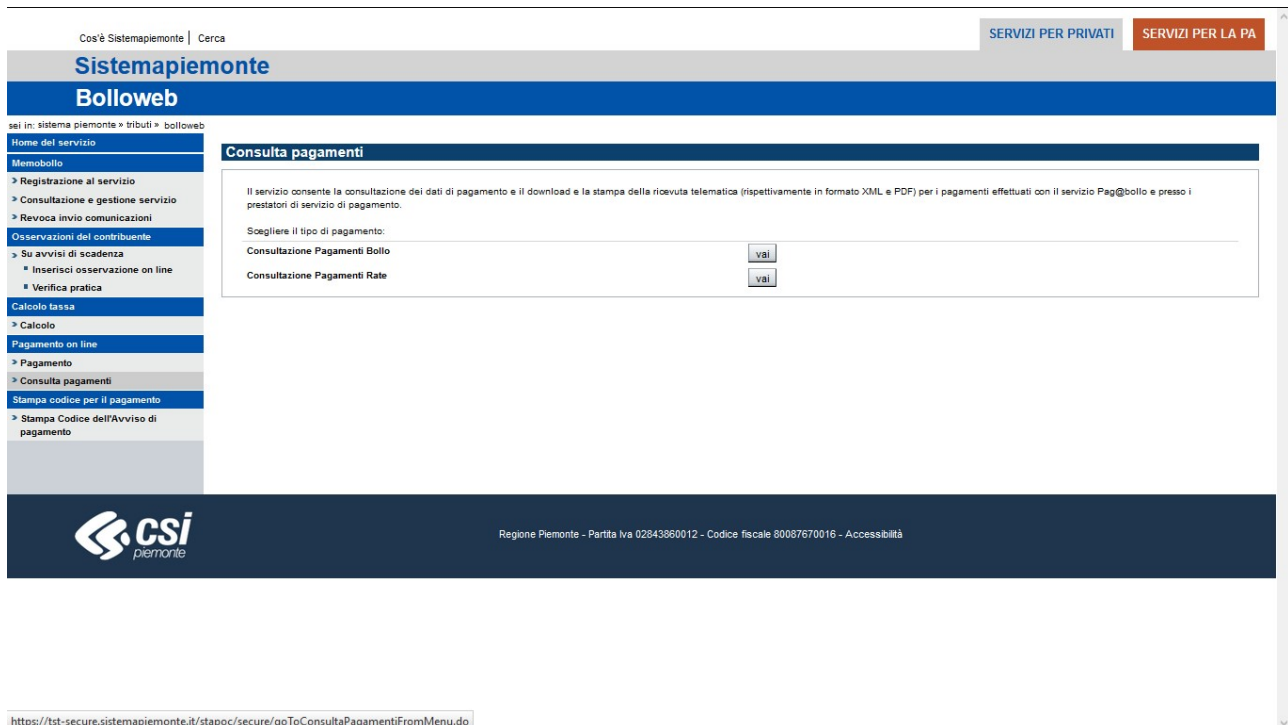 Cos'è Sistemapiemonte | Cerca
SERVIZI PER PRIVATI
SERVIZI PER LA PA
Sistemapiemonte
Bolloweb
sei in: sistema piemonte » tributi » bolloweb
Home del servizio
Memobollo
Registrazione al servizio
Consultazione e gestione servizio
Revoca invio comunicazioni
Osservazioni del contribuente
Su avvisi di scadenza
Inserisci osservazione on line
Verifica pratica
Calcolo tassa
Calcolo
Pagamento on line
Pagamento
Consulta pagamenti
Stampa codice per il pagamento
Stampa Codice dell'Avviso di
pagamento
Consulta pagamenti
Il servizio consente la consultazione dei dati di pagamento e il download e la stampa della ricevuta telematica (rispettivamente in formato XML e PDF) per i pagamenti effettuati con il servizio Pag@bollo e presso i
prestatori di servizio di pagamento.
Scegliere il tipo di pagamento:
Consultazione Pagamenti Bollo vai
Consultazione Pagamenti Rate vai
csi
piemonte
Regione Piemonte - Partita Iva 02843860012 - Codice fiscale 80087670016 - Accessibilità
https://tst-secure.sistemapiemonte.it/stapoc/secure/goToConsultaPagamentiFromMenu.do